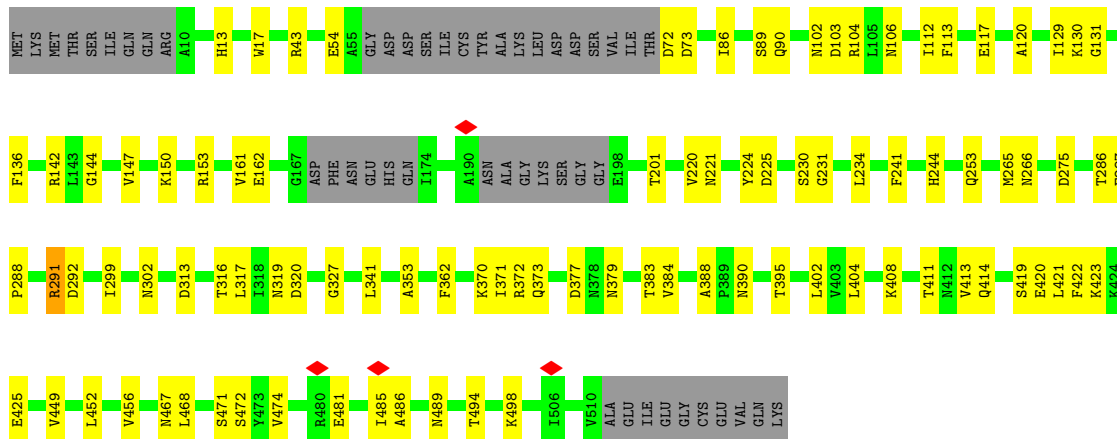 MET LYS MET THR SER ILE GLN GLN ARG A10 H13 W17 R43 E54 A55 GLY ASP ASP SER ILE CYS TYR ALA LYS LEU ASP ASP SER VAL ILE THR D72 D73 I86 S89 Q90 N102 D103 R104 L105 N106 I112 F113 E117 A120 I129 K130 G131
F136 R142 L143 G144 V147 K150 R153 V161 E162 G167 ASP PHE ASN GLU HIS GLN I174 A190 ASN ALA GLY LYS SER GLY GLY E198 T201 V220 N221 Y224 D225 S230 G231 L234 F241 H244 Q253 M265 N266 D275 T286
P288 R291 D292 I299 N302 D313 T316 L317 I318 N319 D320 G327 L341 A353 F362 K370 I371 R372 Q373 D377 N378 N379 T383 V384 A388 P389 N390 T395 L402 V403 L404 K408 T411 N412 V413 Q414 S419 E420 L421 F422 K423 K424
E425 V449 L452 V456 N467 L468 S471 S472 Y473 V474 R480 E481 I485 A486 N489 T494 K498 I506 V510 ALA GLU ILE GLU GLY CYS GLU VAL GLN LYS